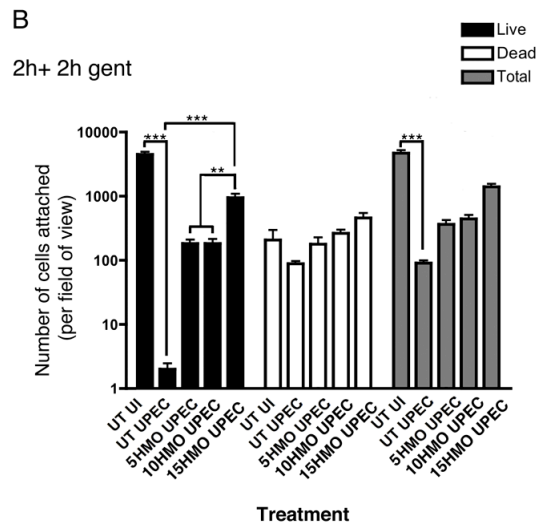 B
Live
Dead
Total
2h+ 2h gent
Number of cells attached
(per field of view)
10000
1000
100
10
1
***
***
**
***
UT UI
UT UPEC
5HMO UPEC
10HMO UPEC
15HMO UPEC
UT UI
UT UPEC
5HMO UPEC
10HMO UPEC
15HMO UPEC
UT UI
UT UPEC
5HMO UPEC
10HMO UPEC
15HMO UPEC
Treatment